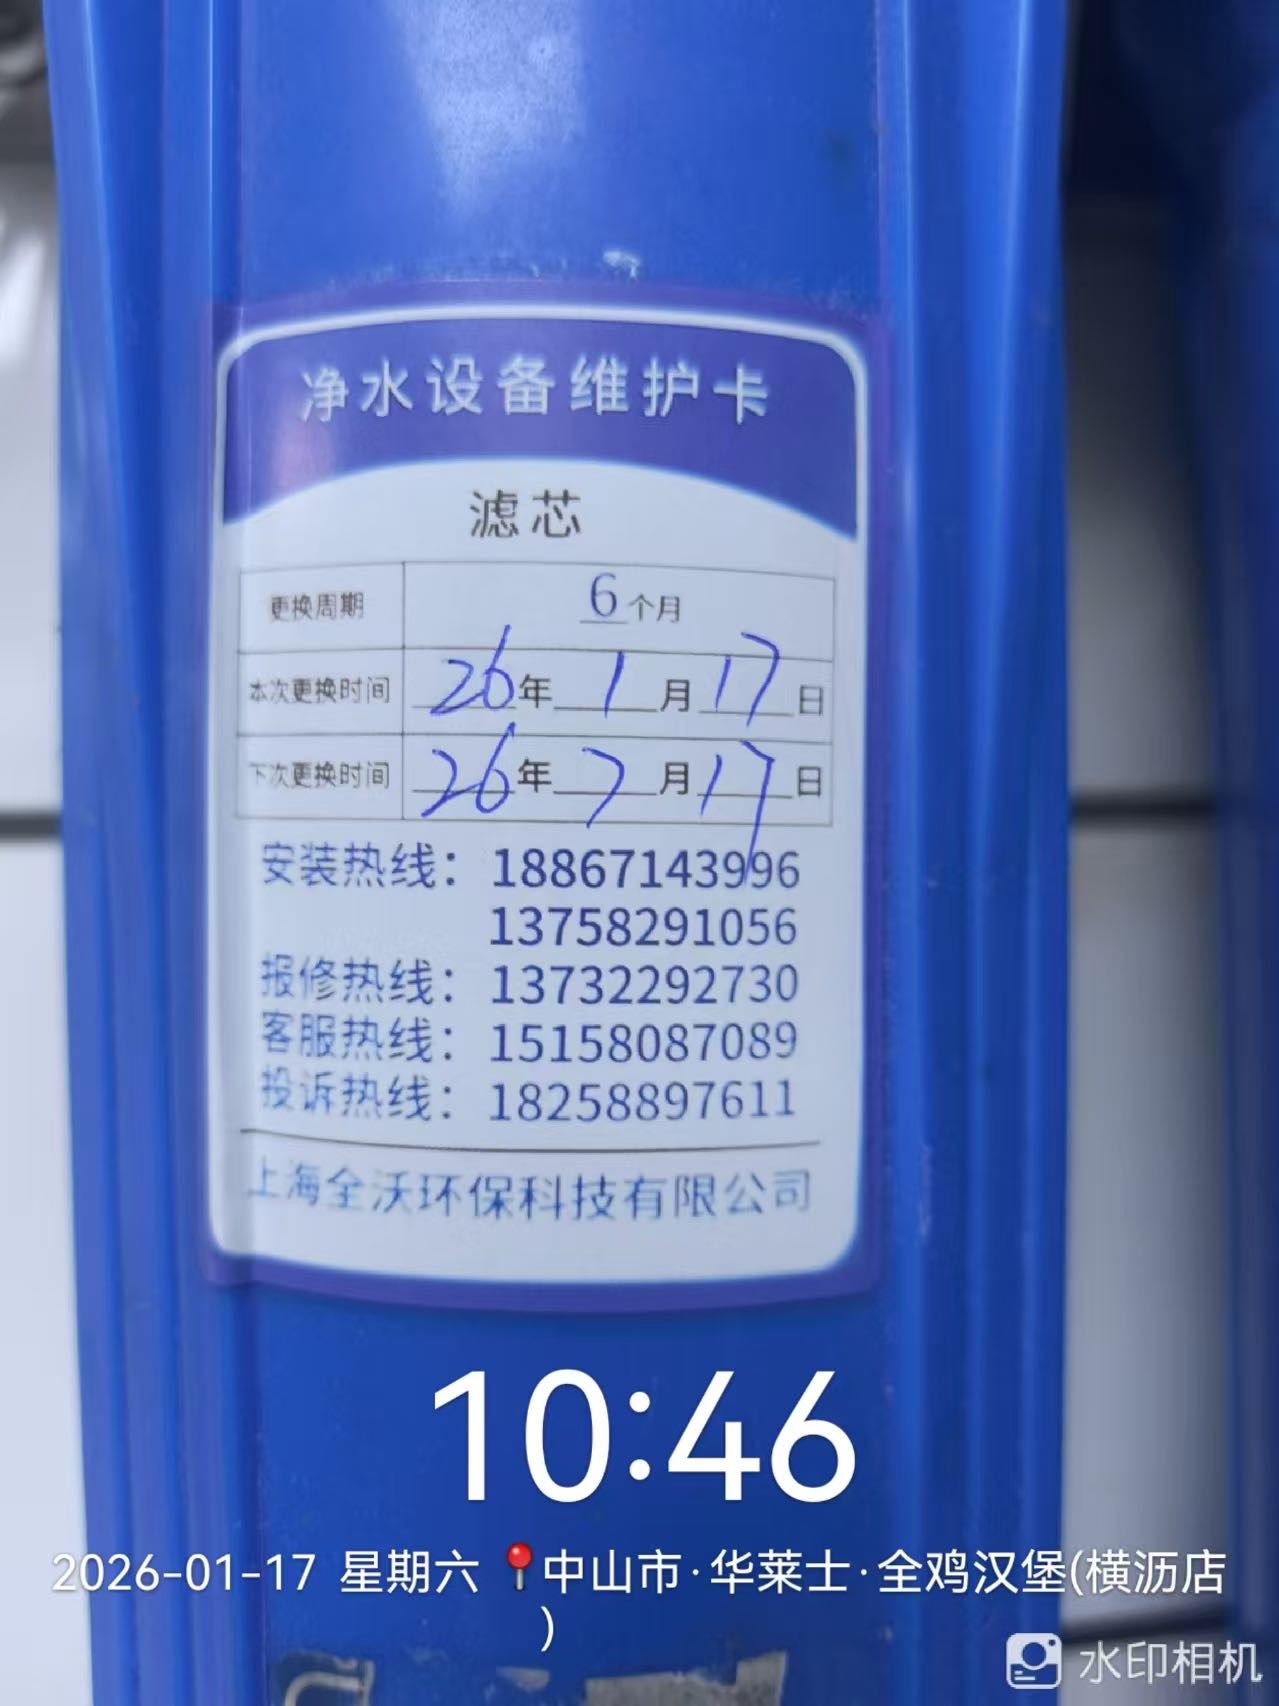 净水设备维护卡
滤芯
更换周期 6个月
本次更换时间 26年1月17日
下次更换时间 26年7月17日
安装热线：18867143996
13758291056
报修热线：13732292730
客服热线：15158087089
投诉热线：18258897611
上海全沃环保科技有限公司
10:46
2026-01-17 星期六 📍中山市·华莱士·全鸡汉堡(横沥店
)
水印相机